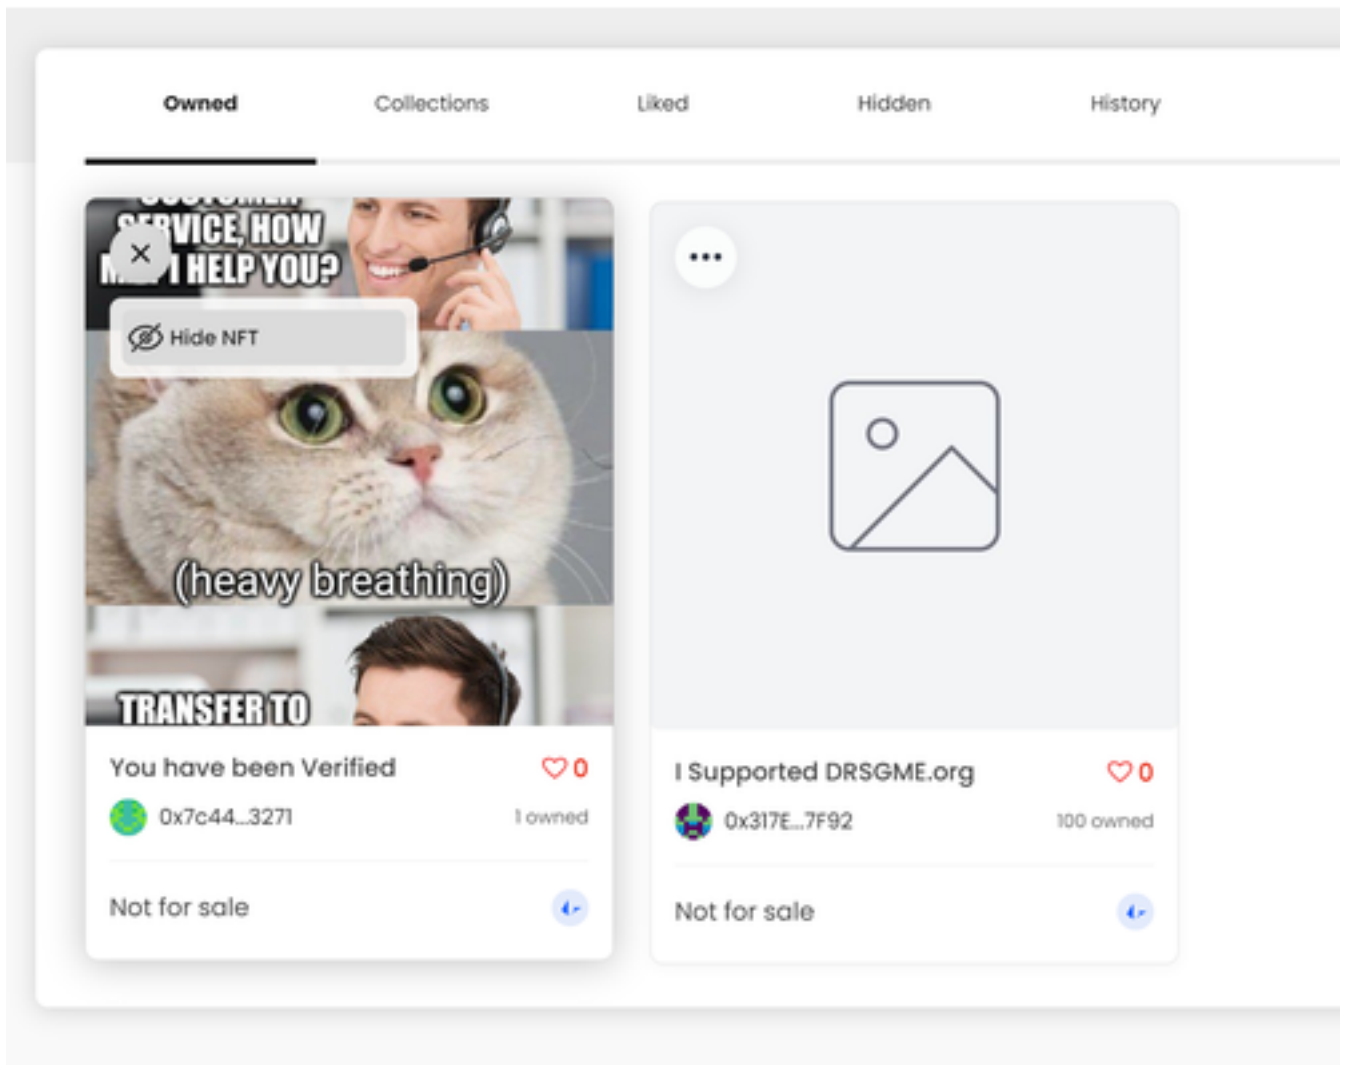 Owned
Collections
Liked
Hidden
History
SERVICE, HOW
I HELP YOU?
Hide NFT
(heavy breathing)
TRANSFER TO
You have been Verified
0
0x7c44...3271
1 owned
Not for sale
I Supported DRSGME.org
0
0x317E...7F92
100 owned
Not for sale